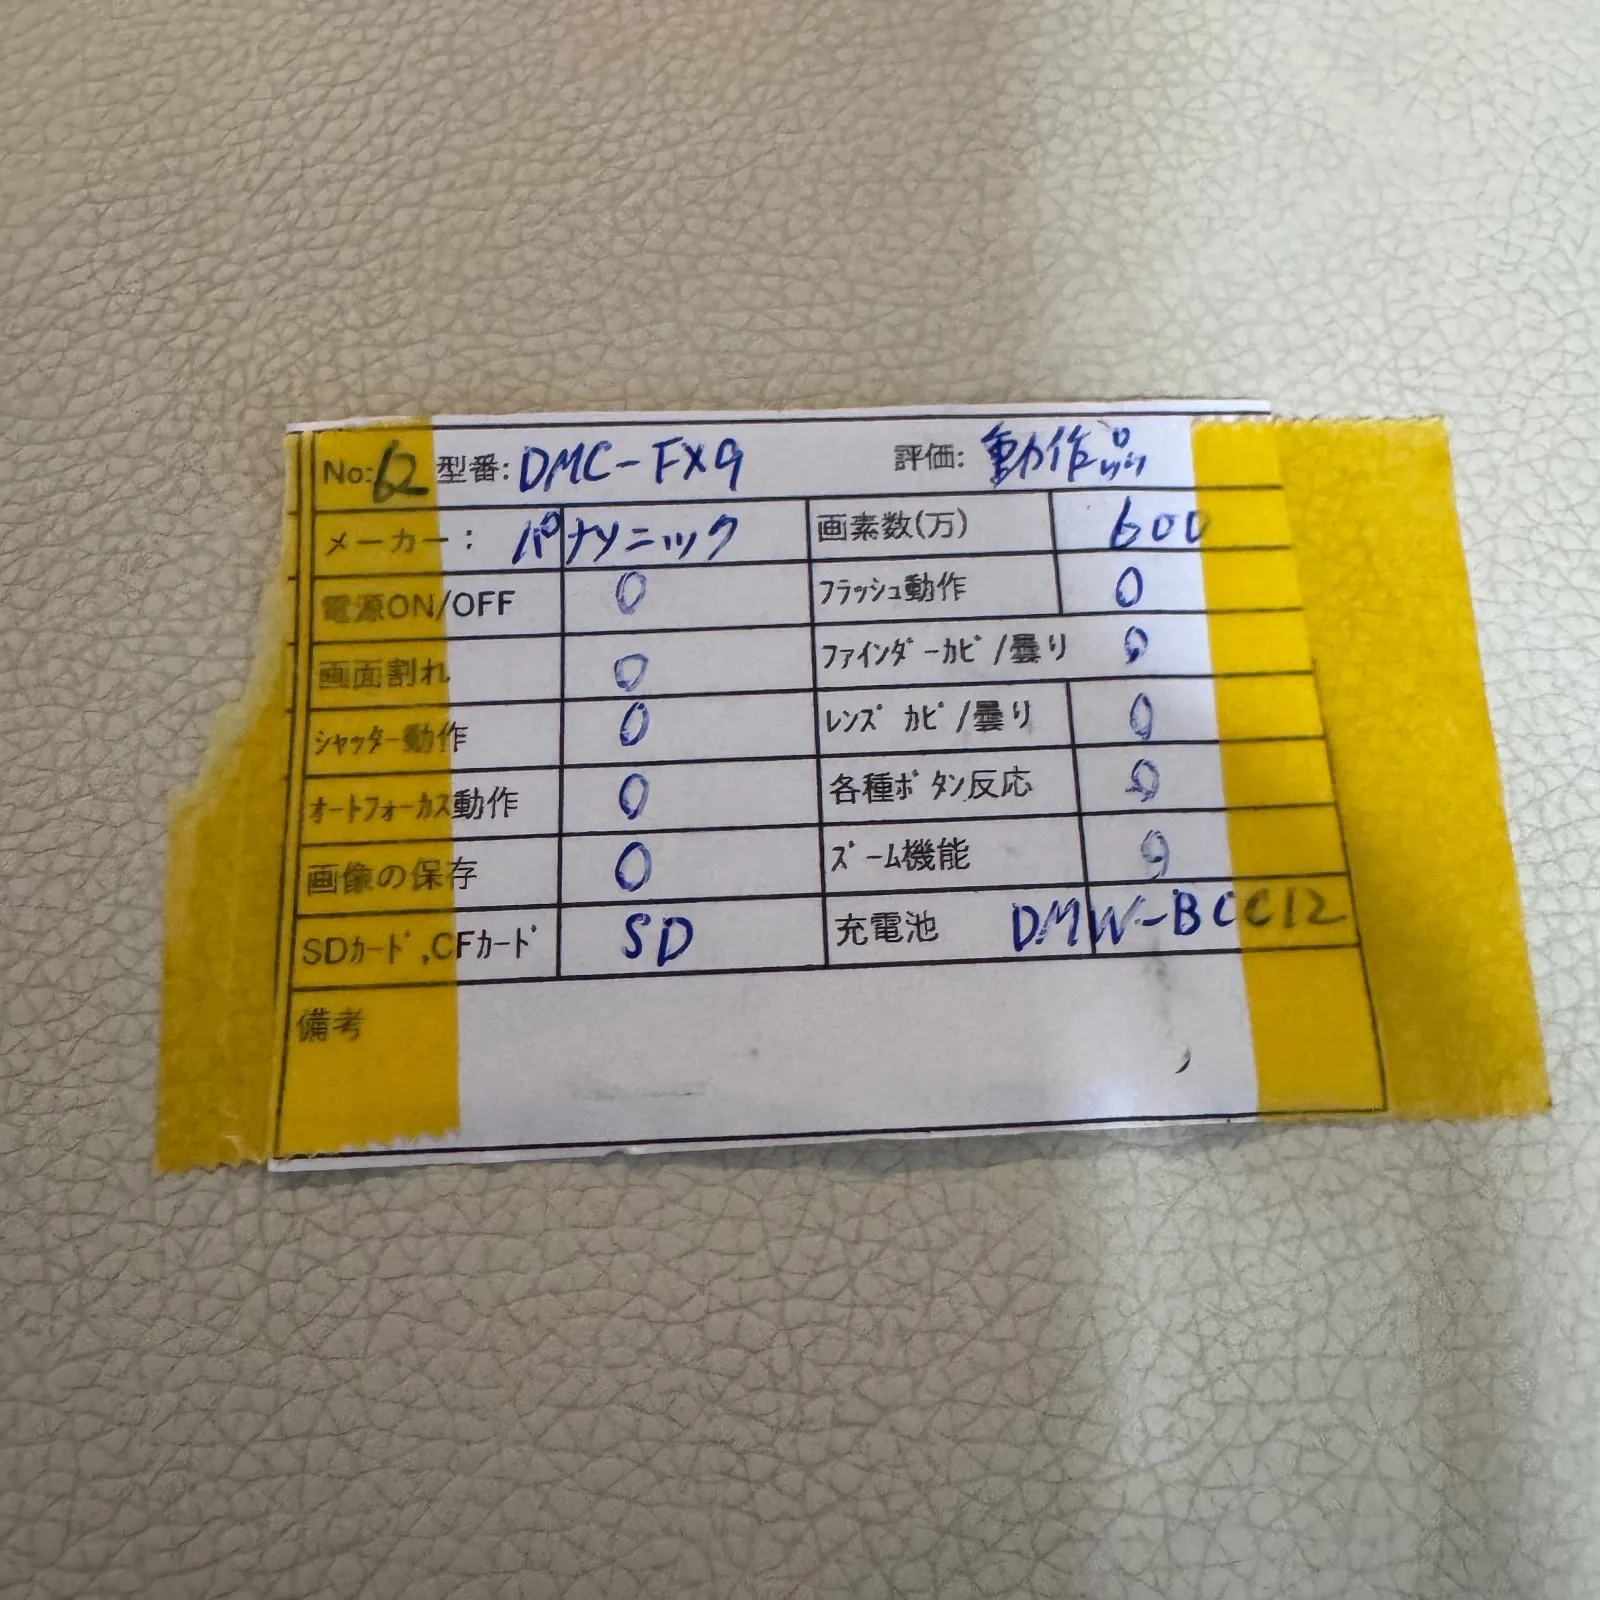 No:62 型番:DMC-FX9 評価:動作品
メーカー: パナソニック 画素数(万) 600
電源ON/OFF 0 フラッシュ動作 0
画面割れ 0 ファインダーカビ/曇り 0
シャッター動作 0 レンズ カビ/曇り 0
オートフォーカス動作 0 各種ボタン反応 0
画像の保存 0 ズーム機能 0
SDカード,CFカード SD 充電池 DMW-BCC12
備考